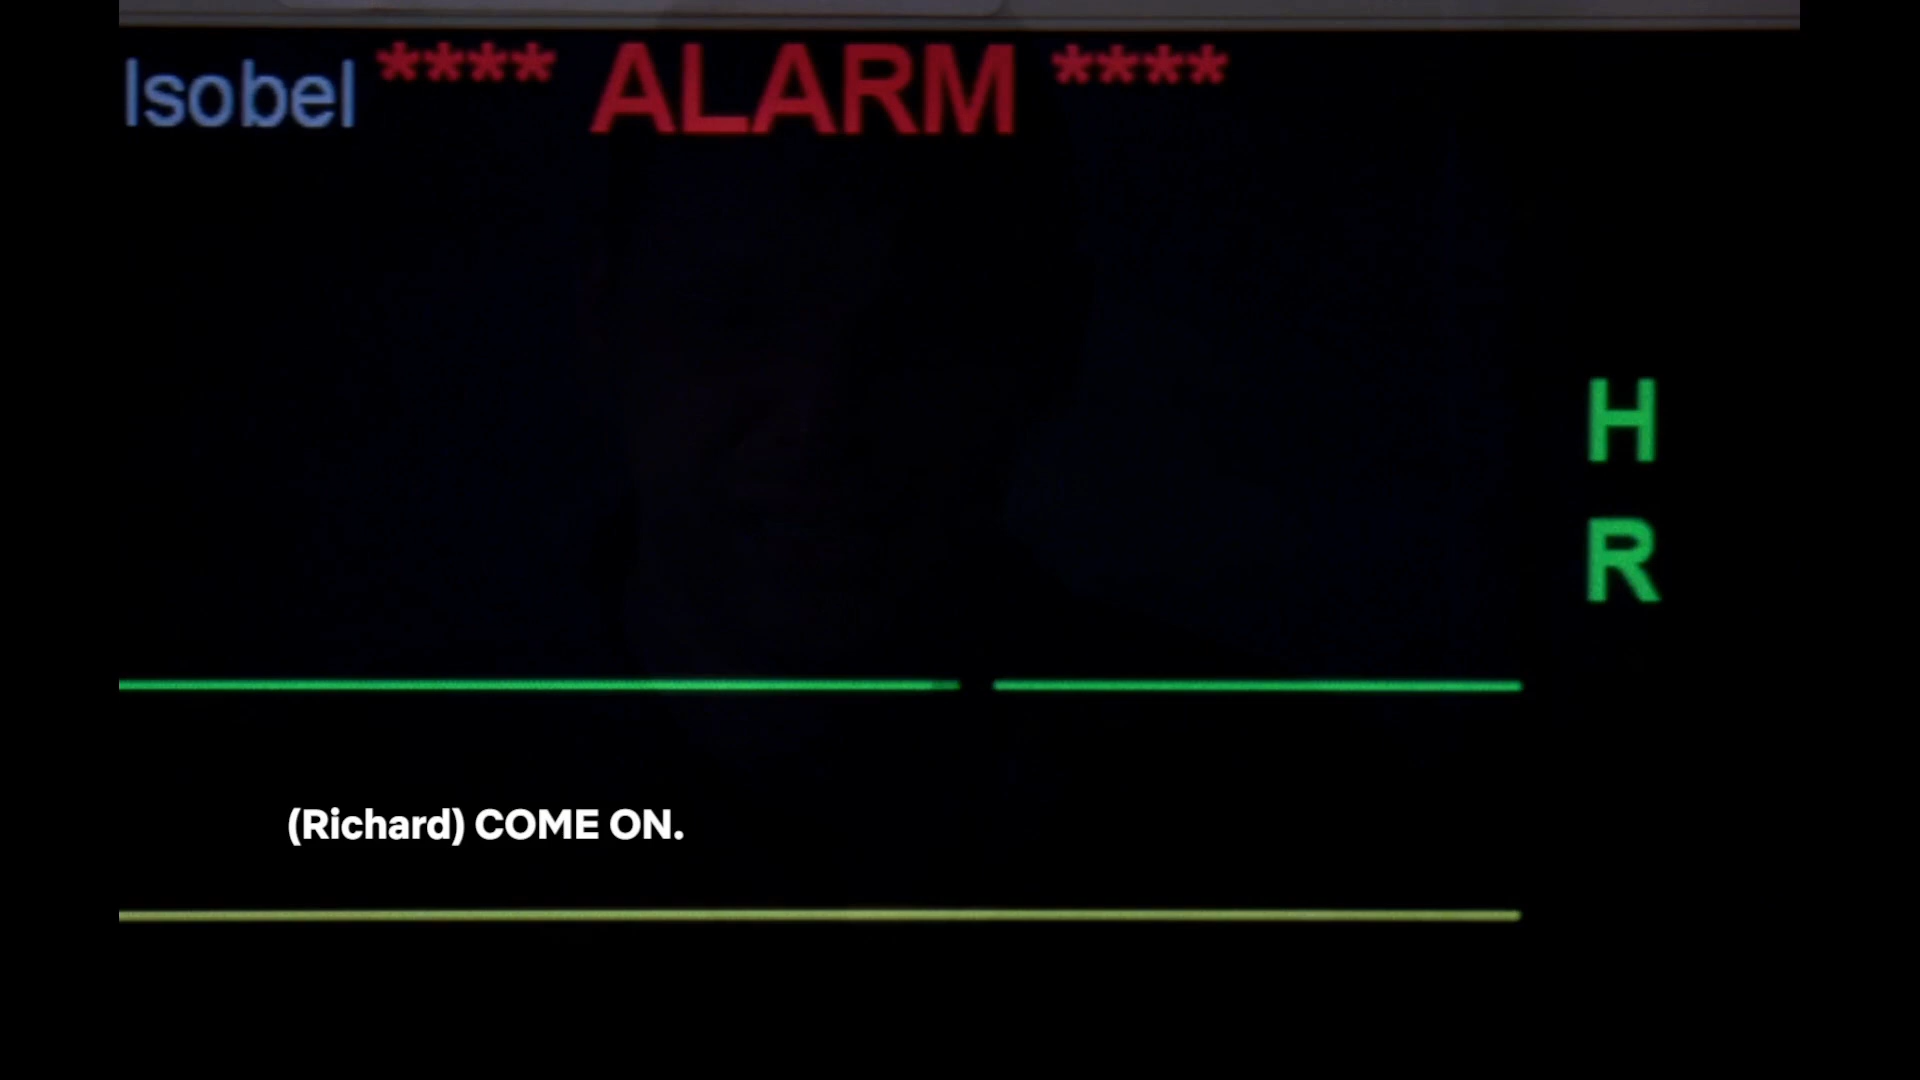 Isobel **** ALARM ****
H
R
(Richard) COME ON.